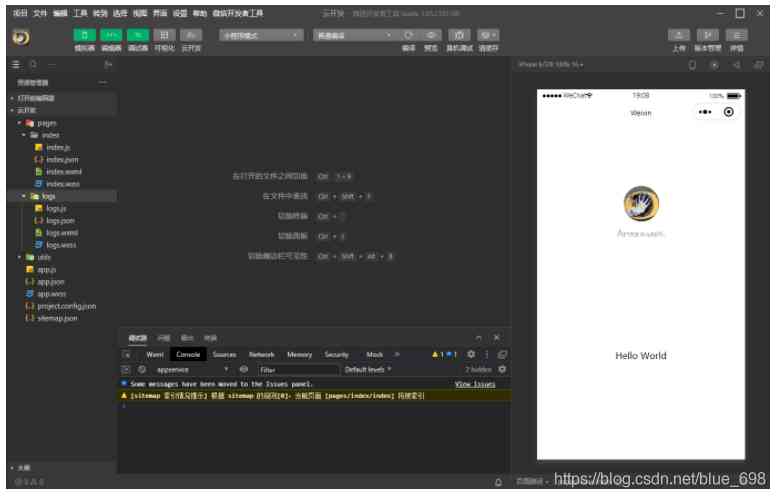 项目 文件 编辑 工具 转到 选择 视图 界面 设置 帮助 微信开发者工具
云开发
模拟器 编辑器 调试器 可视化 云开发
小程序模式
普通编译
编译 预览 真机调试 清缓存
上传 版本管理 详情
资源管理器
iPhone 6/7/8 100% 16
打开的编辑器
云开发
pages
index
index.js
index.json
index.wxml
index.wxss
logs
logs.js
logs.json
logs.wxml
logs.wxss
utils
app.js
app.json
app.wxss
project.config.json
sitemap.json
大纲
在打开的文件之间切换 Ctrl 1 ~ 9
在文件中查找 Ctrl + Shift + F
切换终端 Ctrl +
切换面板 Ctrl +
切换侧边栏可见性 Ctrl + Shift + Alt + B
WeChat 19:08 100%
Weixin
Hello World
调试器 问题 输出 终端
Wxml Console Sources Network Memory Security Mock » 1 1
appservice Filter Default levels 2 hidden
Some messages have been moved to the Issues panel. View Issues
[sitemap 索引情况提示] 根据 sitemap 的规则[0]，当前页面 [pages/index/index] 将被索引
0 0
页面路径
https://blog.csdn.net/blue_698